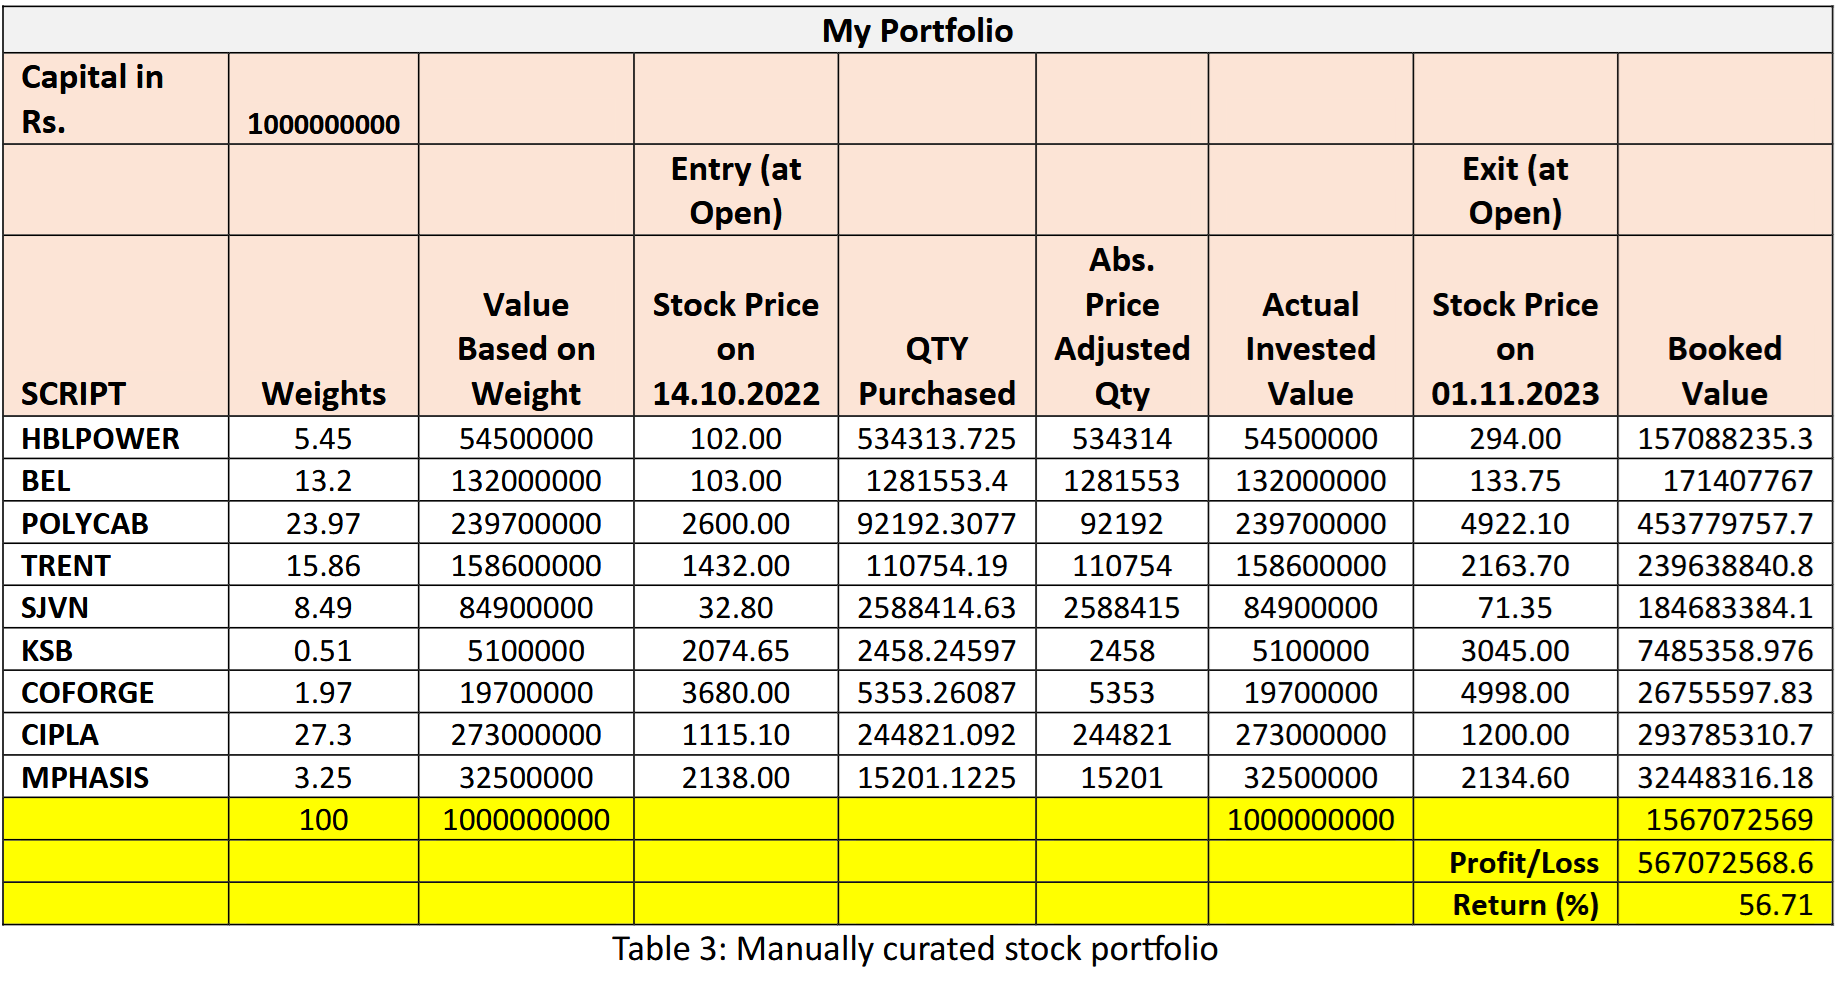 My Portfolio
Capital in
Rs. 1000000000
Entry (at
Open) Exit (at
Open)
SCRIPT Weights Value
Based on
Weight Stock Price
on
14.10.2022 QTY
Purchased Abs.
Price
Adjusted
Qty Actual
Invested
Value Stock Price
on
01.11.2023 Booked
Value
HBLPOWER 5.45 54500000 102.00 534313.725 534314 54500000 294.00 157088235.3
BEL 13.2 132000000 103.00 1281553.4 1281553 132000000 133.75 171407767
POLYCAB 23.97 239700000 2600.00 92192.3077 92192 239700000 4922.10 453779757.7
TRENT 15.86 158600000 1432.00 110754.19 110754 158600000 2163.70 239638840.8
SJVN 8.49 84900000 32.80 2588414.63 2588415 84900000 71.35 184683384.1
KSB 0.51 5100000 2074.65 2458.24597 2458 5100000 3045.00 7485358.976
COFORGE 1.97 19700000 3680.00 5353.26087 5353 19700000 4998.00 26755597.83
CIPLA 27.3 273000000 1115.10 244821.092 244821 273000000 1200.00 293785310.7
MPHASIS 3.25 32500000 2138.00 15201.1225 15201 32500000 2134.60 32448316.18
100 1000000000 1000000000 1567072569
Profit/Loss 567072568.6
Return (%) 56.71
Table 3: Manually curated stock portfolio